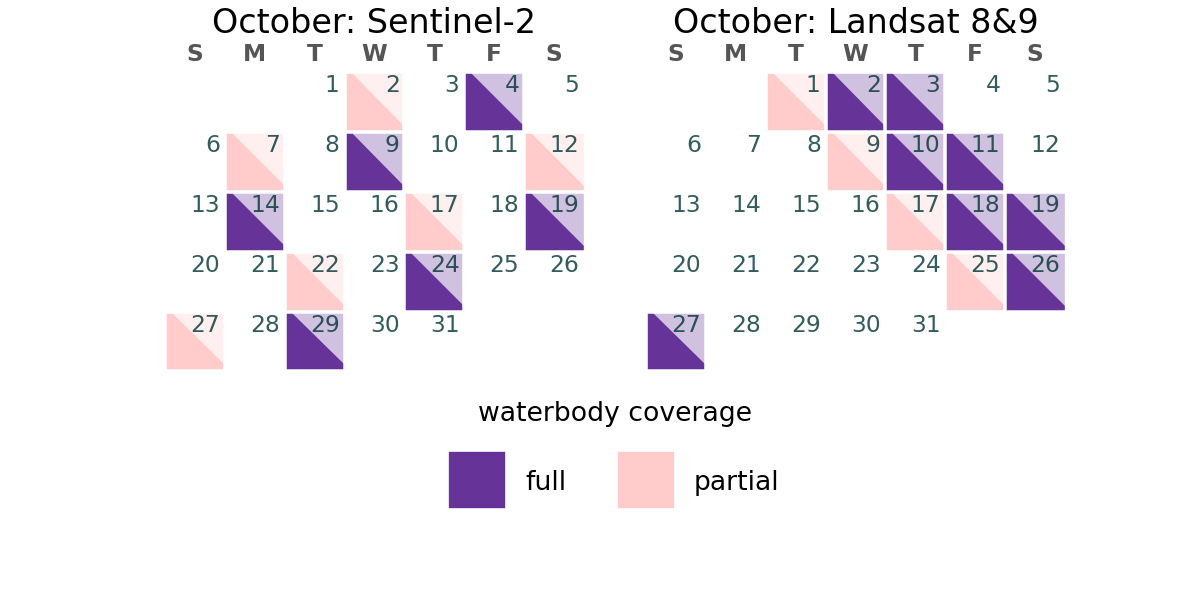 October: Sentinel-2
S M T W T F S
1 2 3 4 5
6 7 8 9 10 11 12
13 14 15 16 17 18 19
20 21 22 23 24 25 26
27 28 29 30 31
October: Landsat 8&9
S M T W T F S
1 2 3 4 5
6 7 8 9 10 11 12
13 14 15 16 17 18 19
20 21 22 23 24 25 26
27 28 29 30 31
waterbody coverage
full
partial